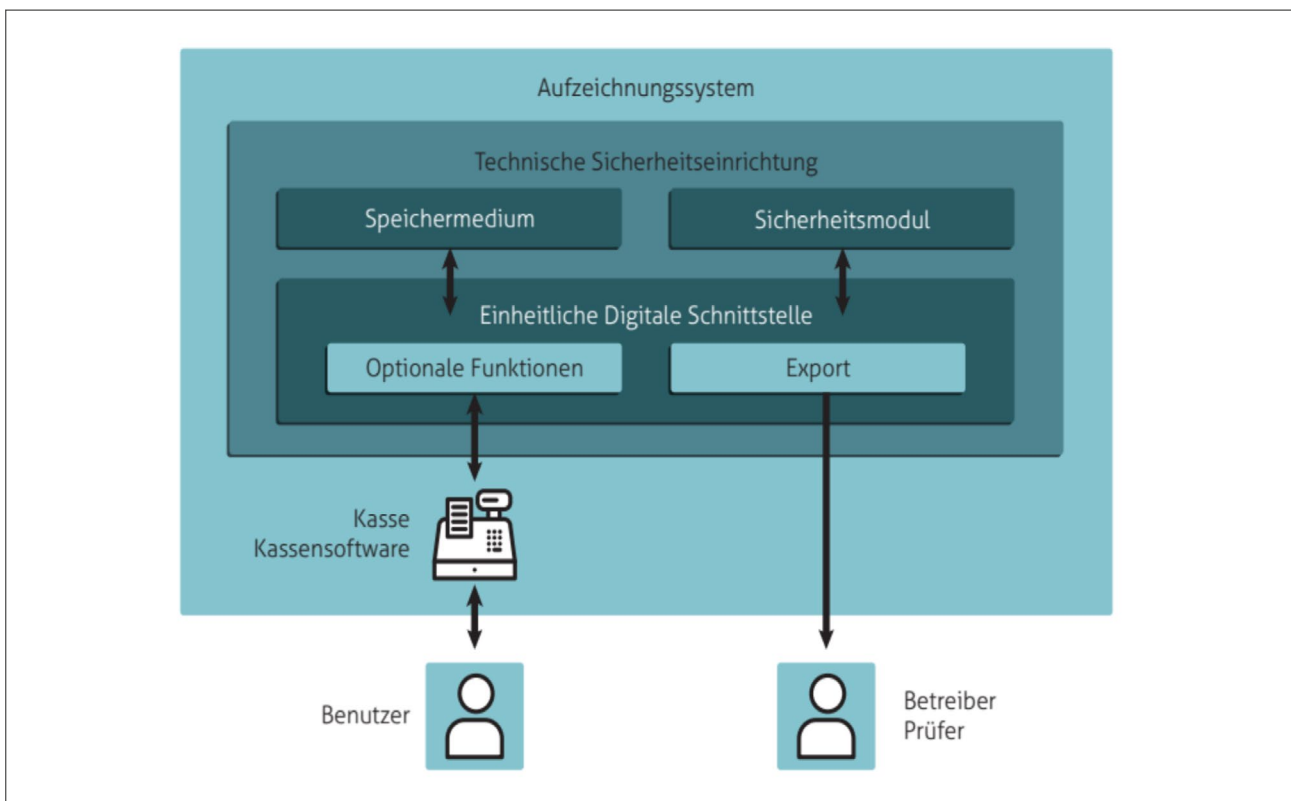 Aufzeichnungssystem
Technische Sicherheitseinrichtung
Speichermedium
Sicherheitsmodul
Einheitliche Digitale Schnittstelle
Optionale Funktionen
Export
Kasse
Kassensoftware
Benutzer
Betreiber
Prüfer